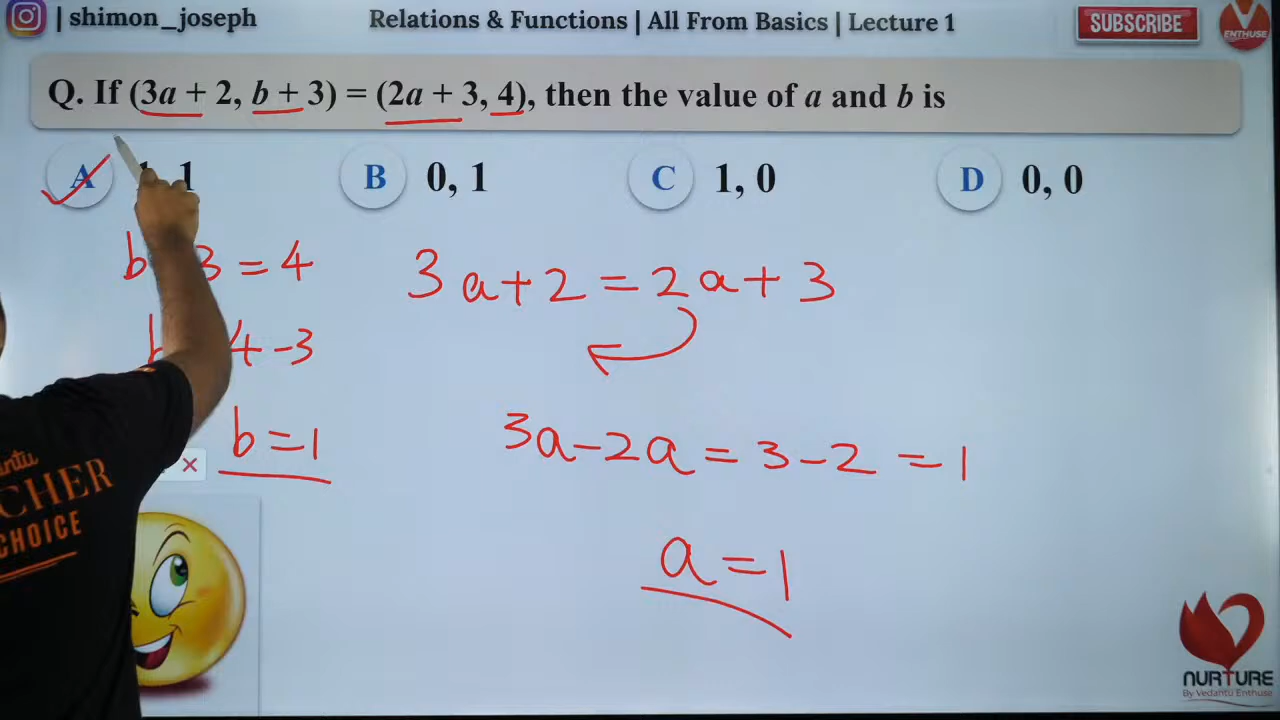 | shimon_joseph
Relations & Functions | All From Basics | Lecture 1
SUBSCRIBE
ENTHUSE
Q. If (3a + 2, b + 3) = (2a + 3, 4), then the value of a and b is
A 1
B 0, 1
C 1, 0
D 0, 0
b 3 = 4
b 4 - 3
b = 1
3a + 2 = 2a + 3
3a - 2a = 3 - 2 = 1
a = 1
CHOICE
NURTURE
By Vedantu Enthuse